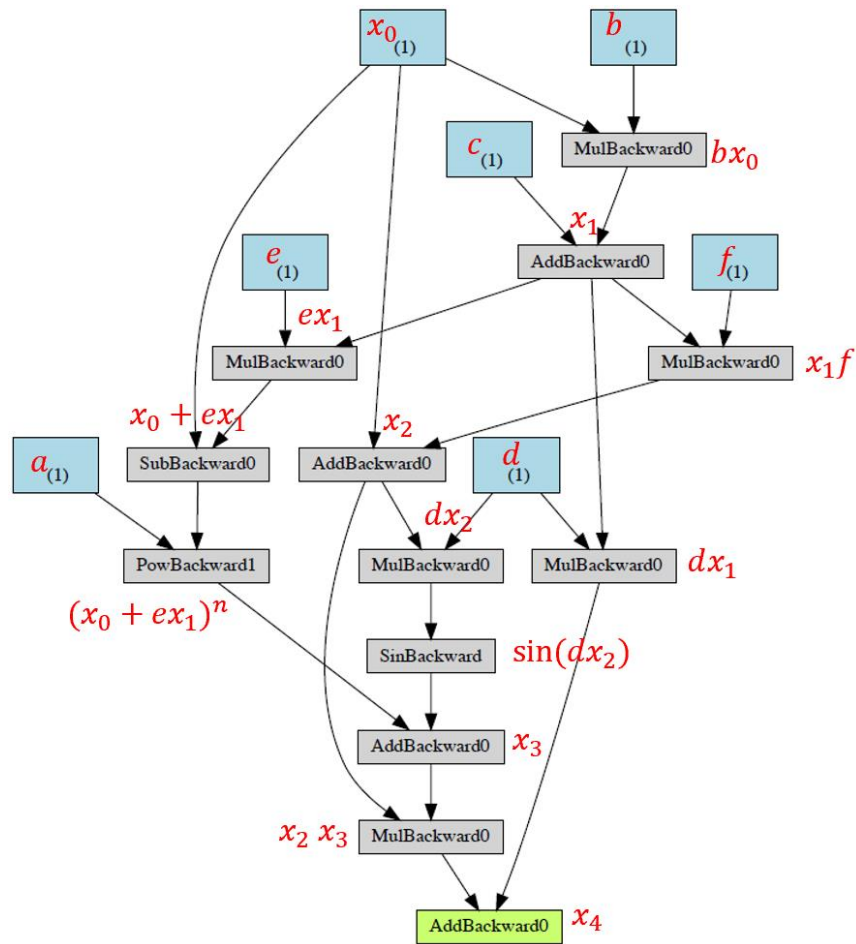 x₀ (1)
b (1)
c (1)
MulBackward0 bx₀
x₁
e (1)
AddBackward0
f (1)
ex₁
MulBackward0
MulBackward0 x₁f
x₀ + ex₁
x₂
a (1)
SubBackward0
AddBackward0
d (1)
dx₂
PowBackward1
MulBackward0
MulBackward0 dx₁
(x₀ + ex₁)ⁿ
SinBackward sin(dx₂)
AddBackward0 x₃
x₂ x₃ MulBackward0
AddBackward0 x₄